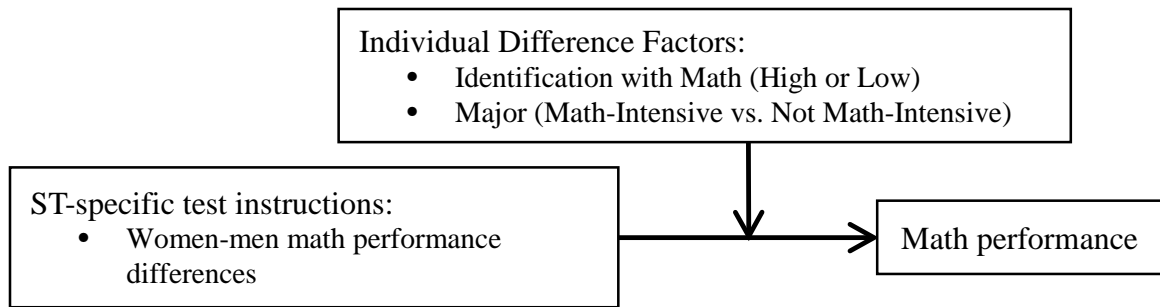 Individual Difference Factors:
• Identification with Math (High or Low)
• Major (Math-Intensive vs. Not Math-Intensive)
ST-specific test instructions:
• Women-men math performance
differences
Math performance